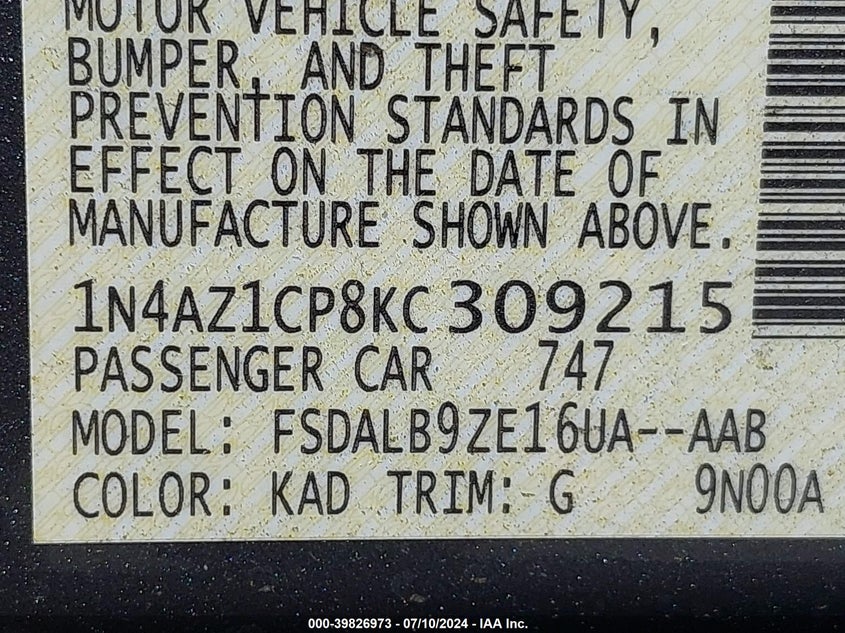 MOTOR VEHICLE SAFETY,
BUMPER, AND THEFT
PREVENTION STANDARDS IN
EFFECT ON THE DATE OF
MANUFACTURE SHOWN ABOVE.
1N4AZ1CP8KC309215
PASSENGER CAR 747
MODEL: FSDALB9ZE16UA--AAB
COLOR: KAD TRIM: G 9N00A
000-39826973 - 07/10/2024 - IAA Inc.